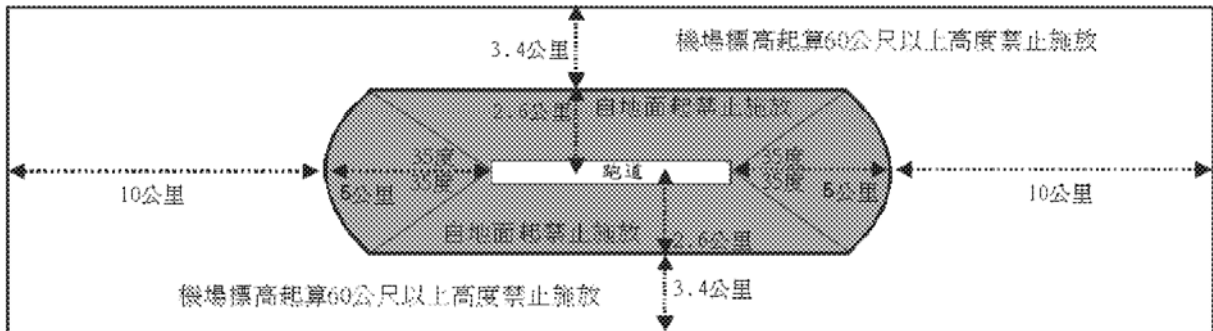 3.4公里
機場標高起算60公尺以上高度禁止施放
2.6公里
自地面起禁止施放
35度
35度
跑道
35度
35度
10公里
5公里
5公里
10公里
自地面起禁止施放
2.6公里
機場標高起算60公尺以上高度禁止施放
3.4公里